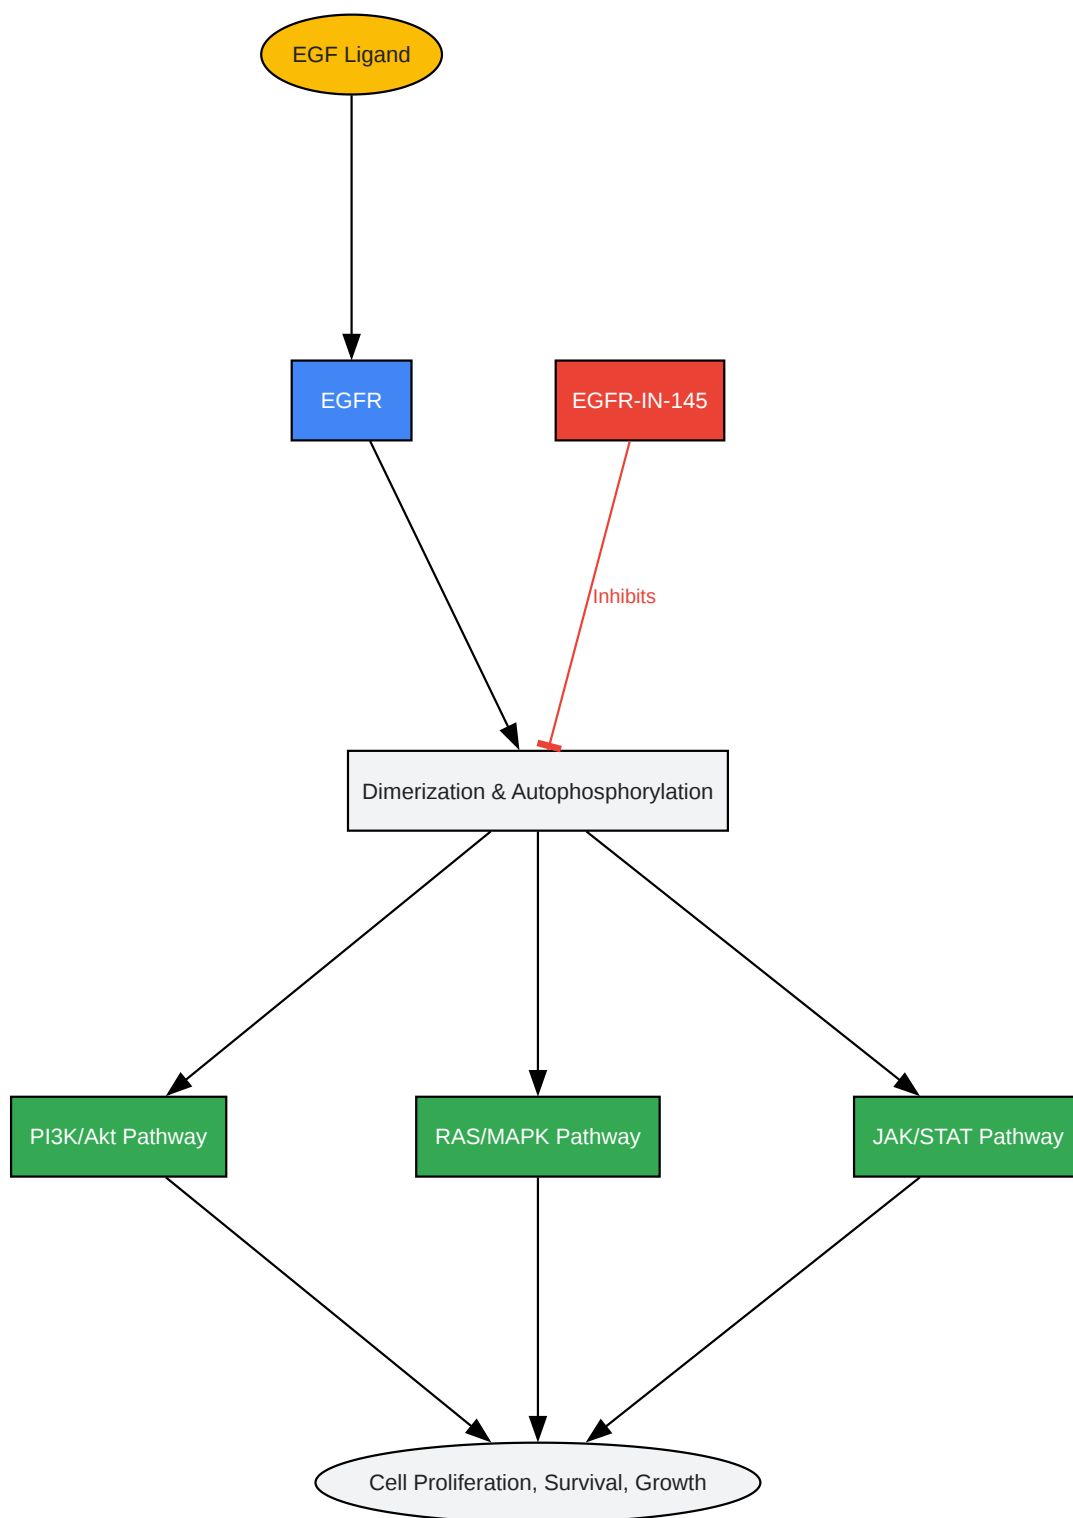 EGF Ligand
EGFR
EGFR-IN-145
Inhibits
Dimerization & Autophosphorylation
PI3K/Akt Pathway
RAS/MAPK Pathway
JAK/STAT Pathway
Cell Proliferation, Survival, Growth